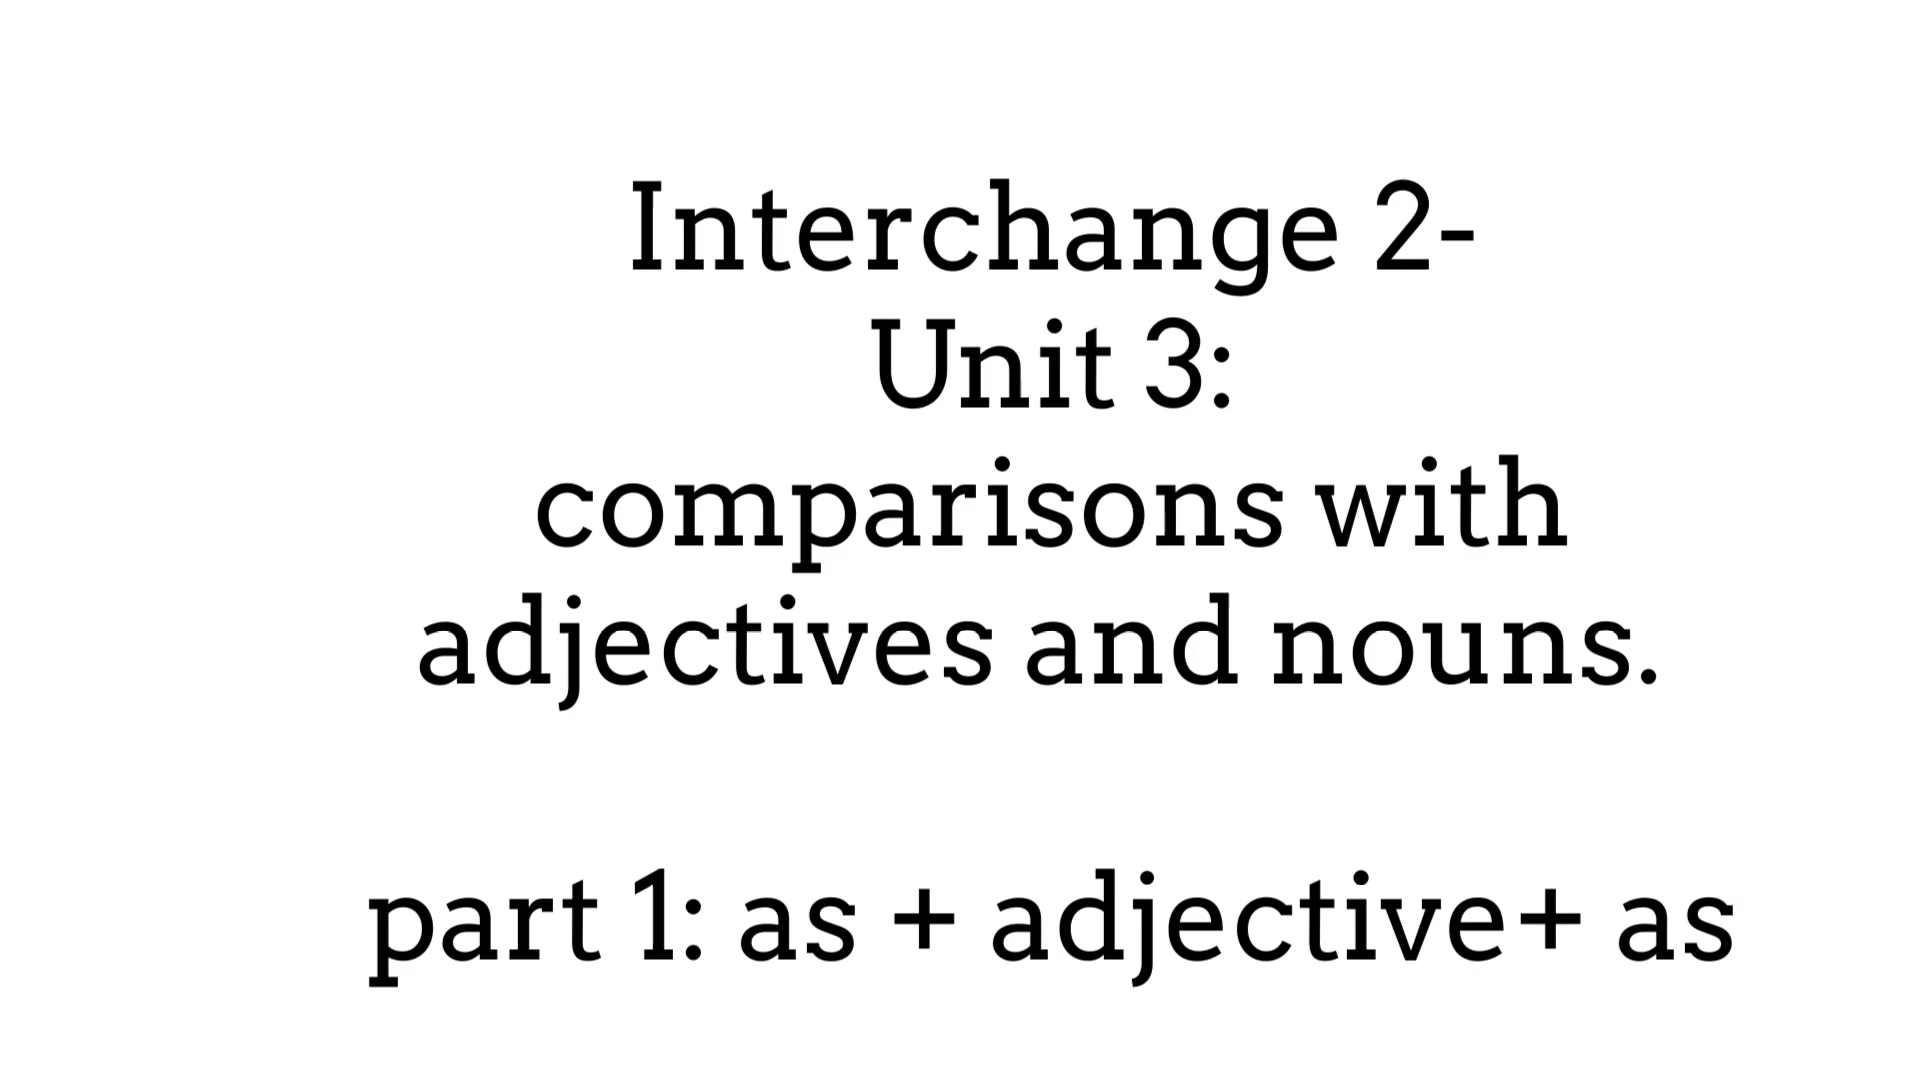 Interchange 2-
Unit 3:
comparisons with
adjectives and nouns.
part 1: as + adjective+ as